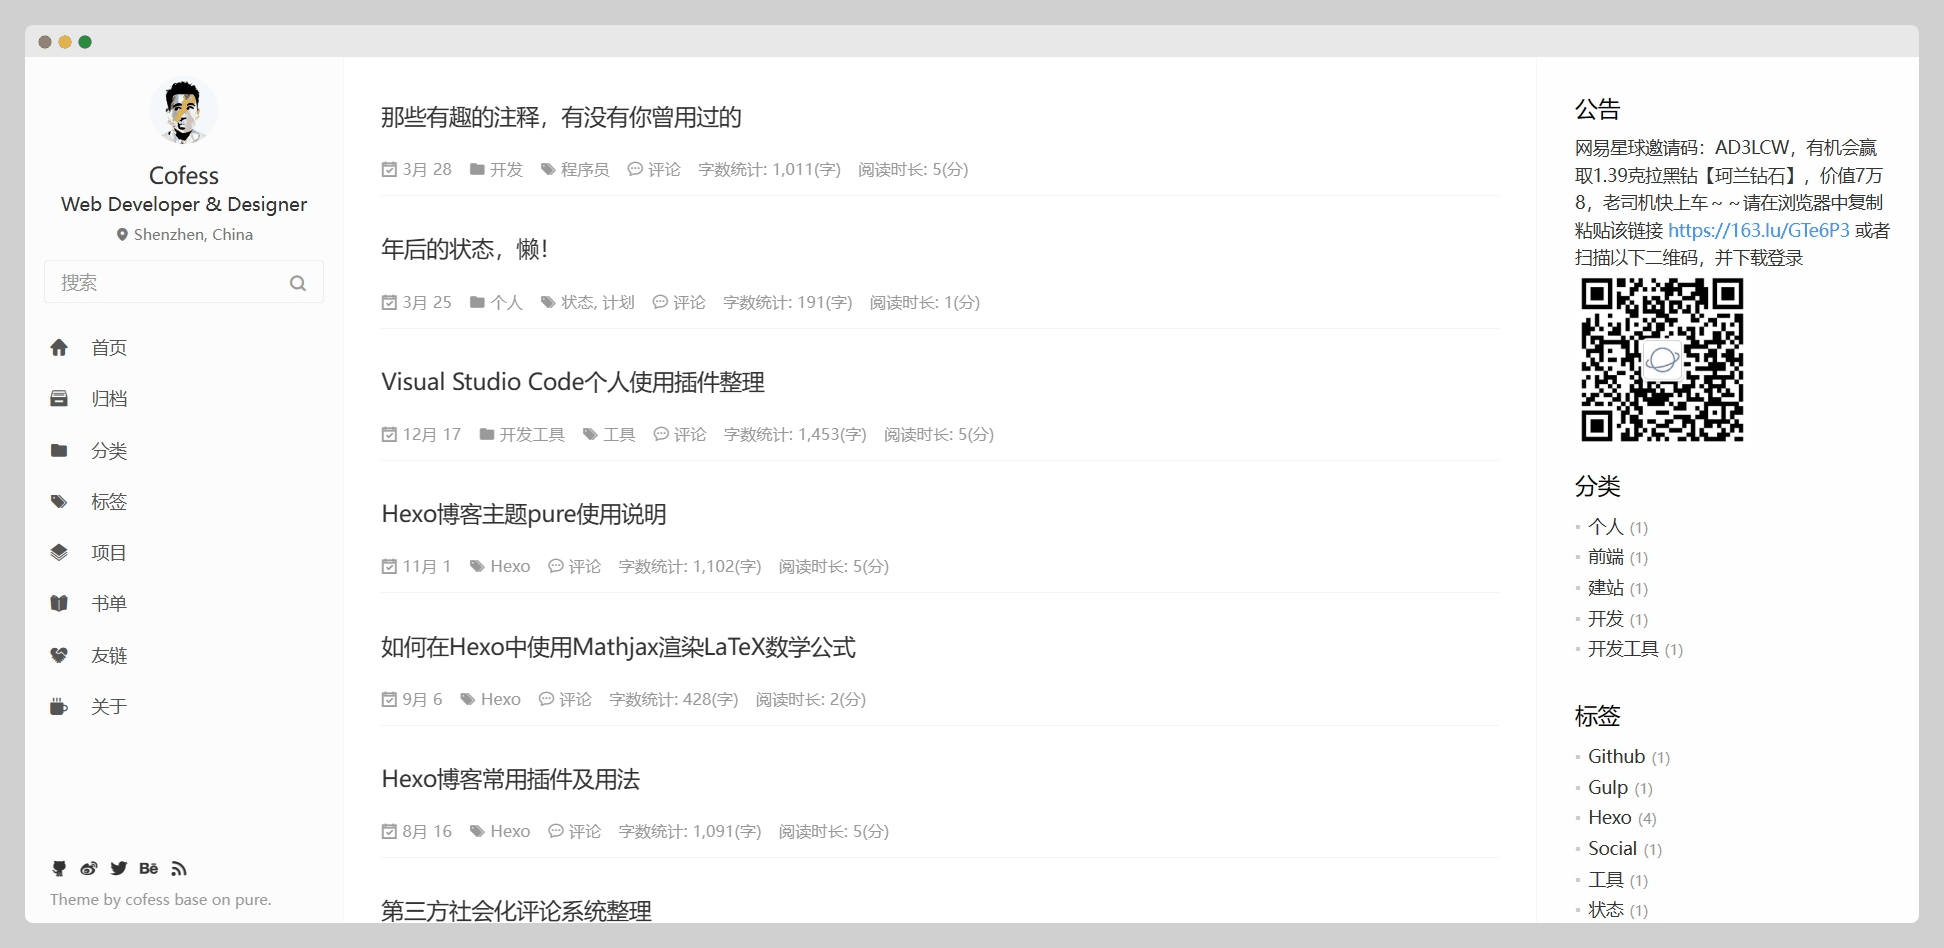 Cofess
Web Developer & Designer
Shenzhen, China
搜索
首页
归档
分类
标签
项目
书单
友链
关于
Bē
Theme by cofess base on pure.
那些有趣的注释，有没有你曾用过的
3月 28 开发 程序员 评论 字数统计: 1,011(字) 阅读时长: 5(分)
年后的状态，懒！
3月 25 个人 状态, 计划 评论 字数统计: 191(字) 阅读时长: 1(分)
Visual Studio Code个人使用插件整理
12月 17 开发工具 工具 评论 字数统计: 1,453(字) 阅读时长: 5(分)
Hexo博客主题pure使用说明
11月 1 Hexo 评论 字数统计: 1,102(字) 阅读时长: 5(分)
如何在Hexo中使用Mathjax渲染LaTeX数学公式
9月 6 Hexo 评论 字数统计: 428(字) 阅读时长: 2(分)
Hexo博客常用插件及用法
8月 16 Hexo 评论 字数统计: 1,091(字) 阅读时长: 5(分)
第三方社会化评论系统整理
公告
网易星球邀请码：AD3LCW，有机会赢
取1.39克拉黑钻【珂兰钻石】，价值7万
8，老司机快上车～～请在浏览器中复制
粘贴该链接 https://163.lu/GTe6P3 或者
扫描以下二维码，并下载登录
分类
个人 (1)
前端 (1)
建站 (1)
开发 (1)
开发工具 (1)
标签
Github (1)
Gulp (1)
Hexo (4)
Social (1)
工具 (1)
状态 (1)